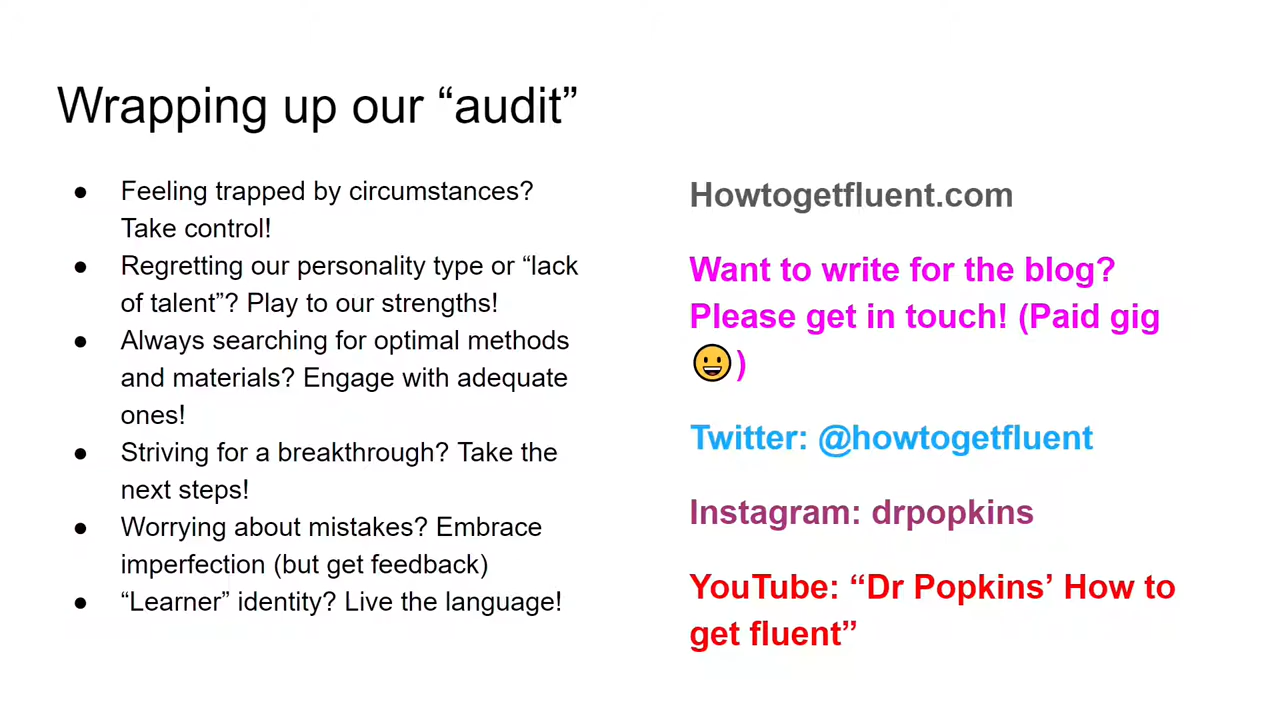 Wrapping up our “audit”
● Feeling trapped by circumstances?
Take control!
● Regretting our personality type or “lack
of talent”? Play to our strengths!
● Always searching for optimal methods
and materials? Engage with adequate
ones!
● Striving for a breakthrough? Take the
next steps!
● Worrying about mistakes? Embrace
imperfection (but get feedback)
● “Learner” identity? Live the language!
Howtogetfluent.com
Want to write for the blog?
Please get in touch! (Paid gig
😀)
Twitter: @howtogetfluent
Instagram: drpopkins
YouTube: “Dr Popkins’ How to
get fluent”